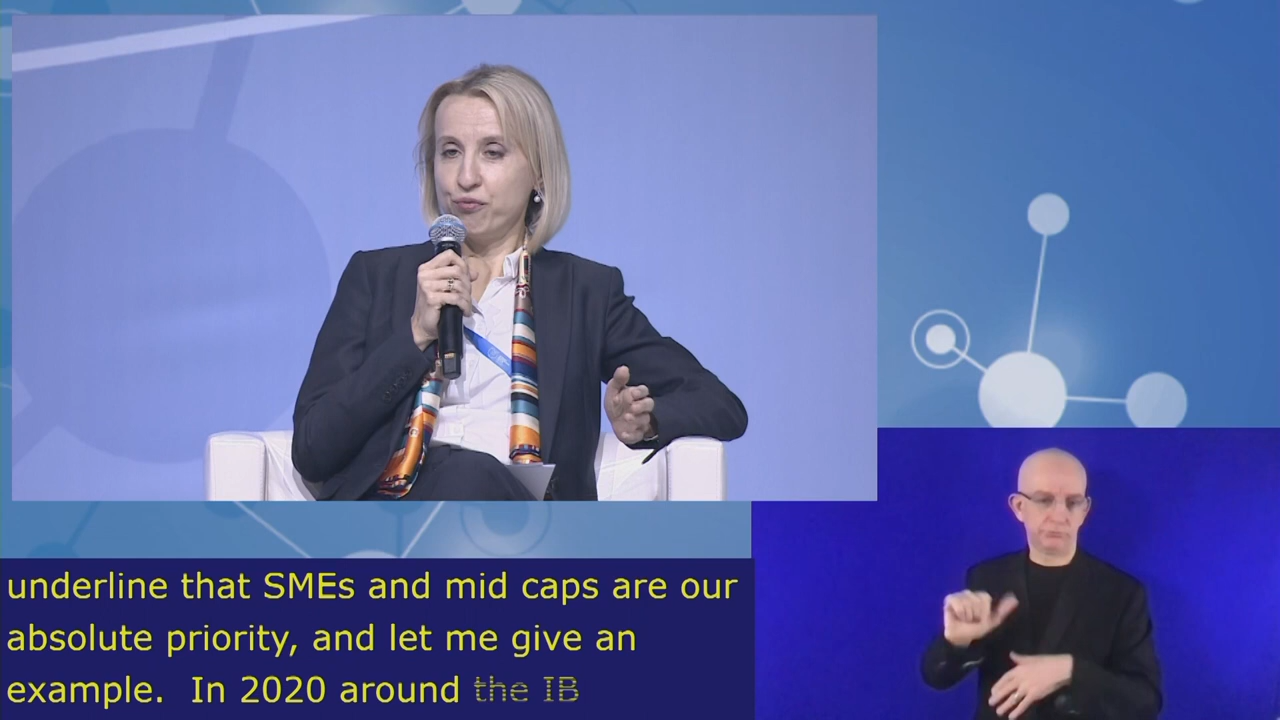 underline that SMEs and mid caps are our
absolute priority, and let me give an
example. In 2020 around the IB